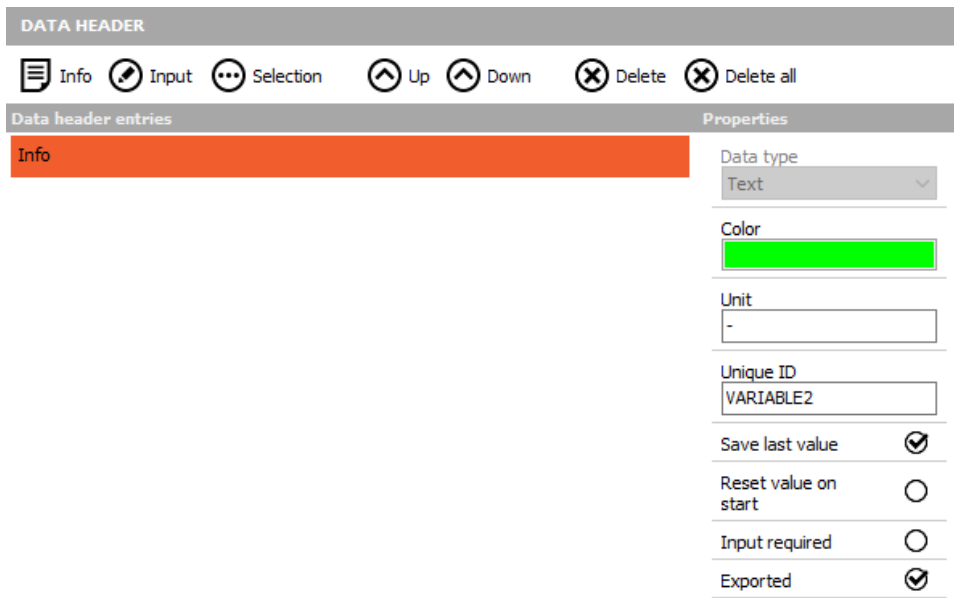 DATA HEADER
Info Input Selection Up Down Delete Delete all
Data header entries Properties
Info
Data type
Text
Color
Unit
-
Unique ID
VARIABLE2
Save last value
Reset value on
start
Input required
Exported